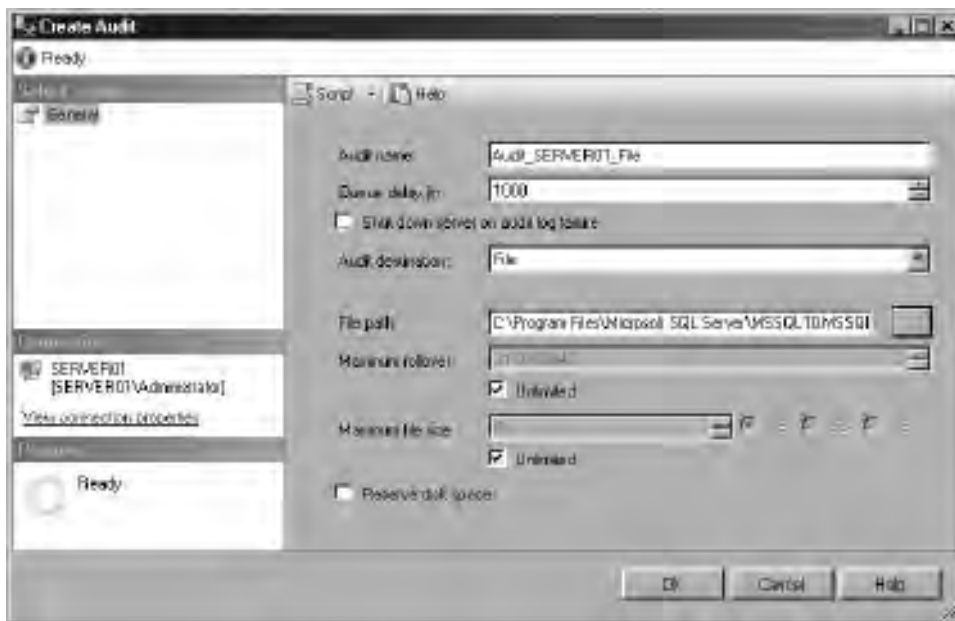 Create Audit
Ready
General
Script Help
Audit name: Audit_SERVER01_File
Queue delay 1000
Shut down server on audit log failure
Audit destination: File
File path: C:\Program Files\Microsoft SQL Server\MSSQL10.MSSQL
Maximum rollover:
Unlimited
Maximum file size:
Unlimited
Reserve disk space
SERVER01
[SERVER01\Administrator]
View connection properties
Ready
OK Cancel Help